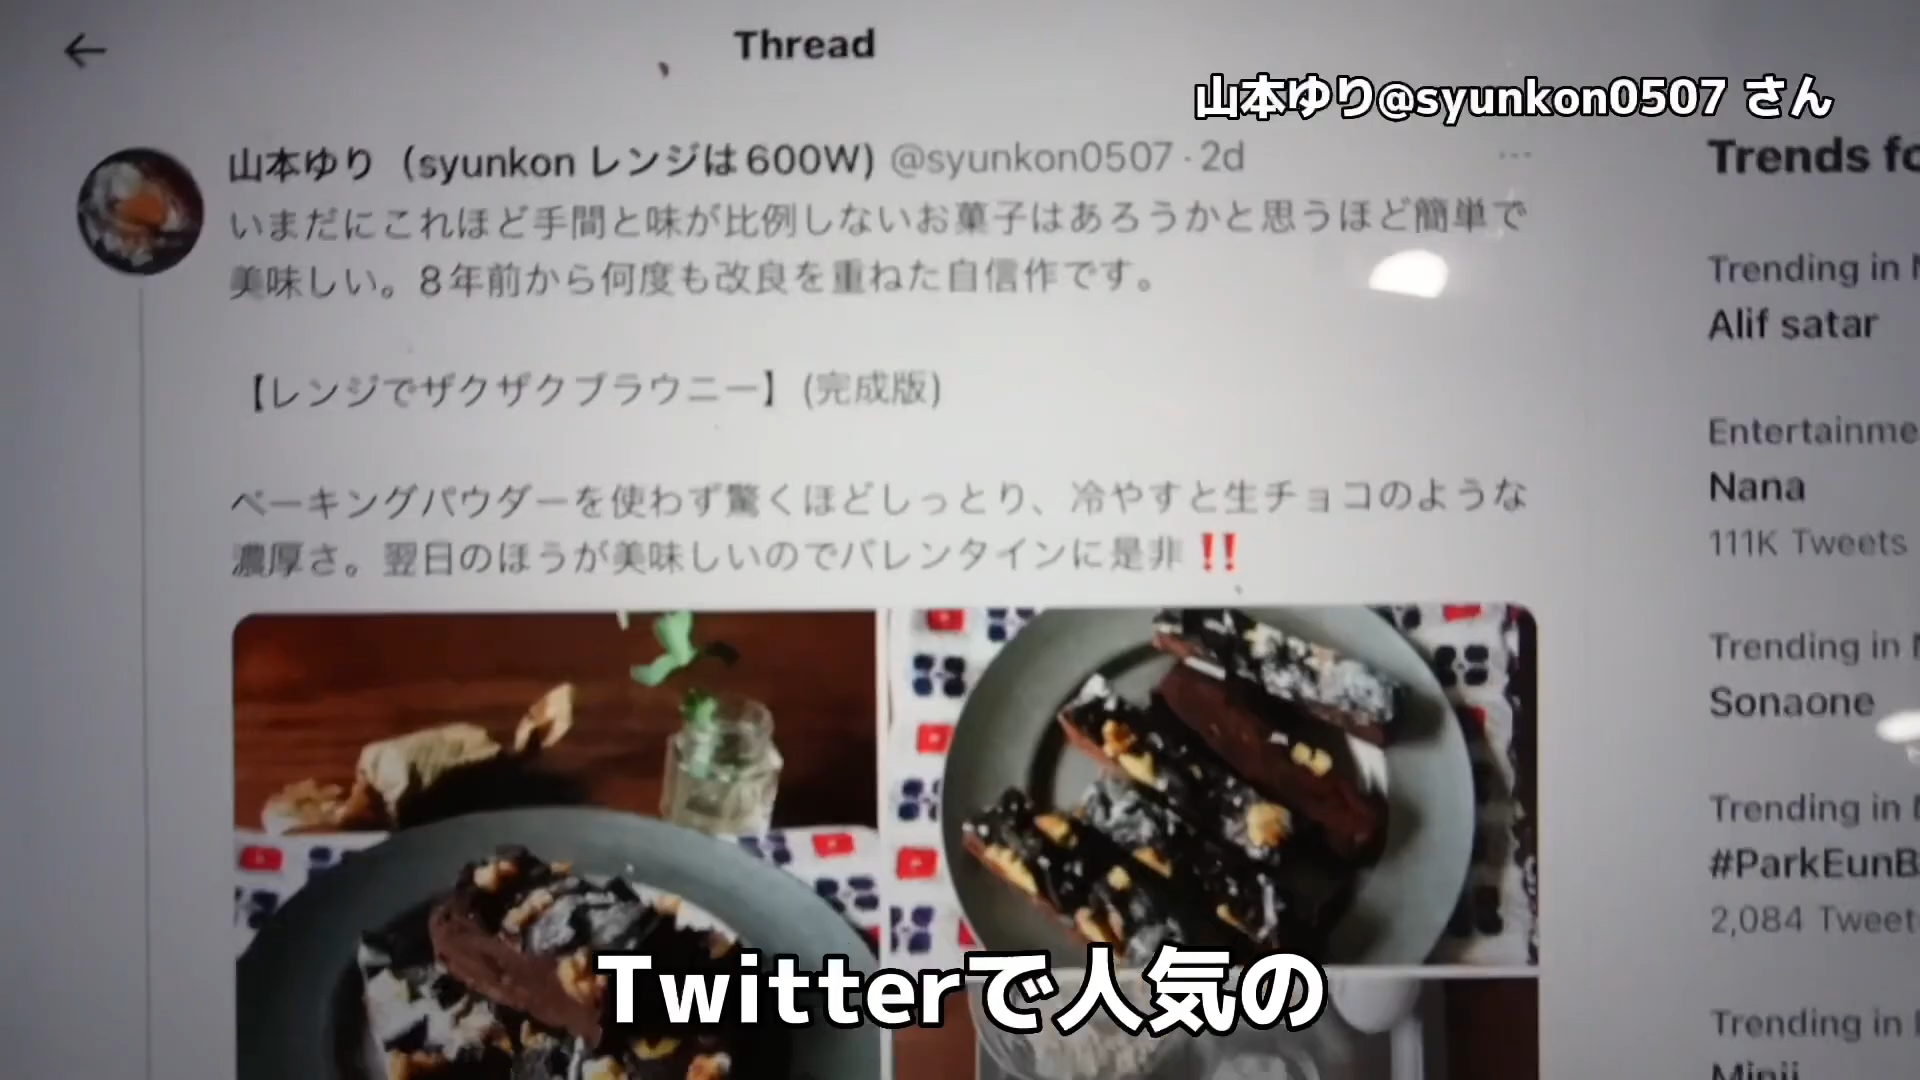 Thread
山本ゆり@syunkon0507 さん
山本ゆり (syunkon レンジは600W) @syunkon0507 · 2d
いまだにこれほど手間と味が比例しないお菓子はあろうかと思うほど簡単で
美味しい。8年前から何度も改良を重ねた自信作です。
【レンジでザクザクブラウニー】(完成版)
ベーキングパウダーを使わず驚くほどしっとり、冷やすと生チョコのような
濃厚さ。翌日のほうが美味しいのでバレンタインに是非‼️
Trends fo
Trending in
Alif satar
Entertainme
Nana
111K Tweets
Trending in
Sonaone
Trending in
#ParkEunB
2,084 Tweet
Trending in
Minji
Twitterで人気の